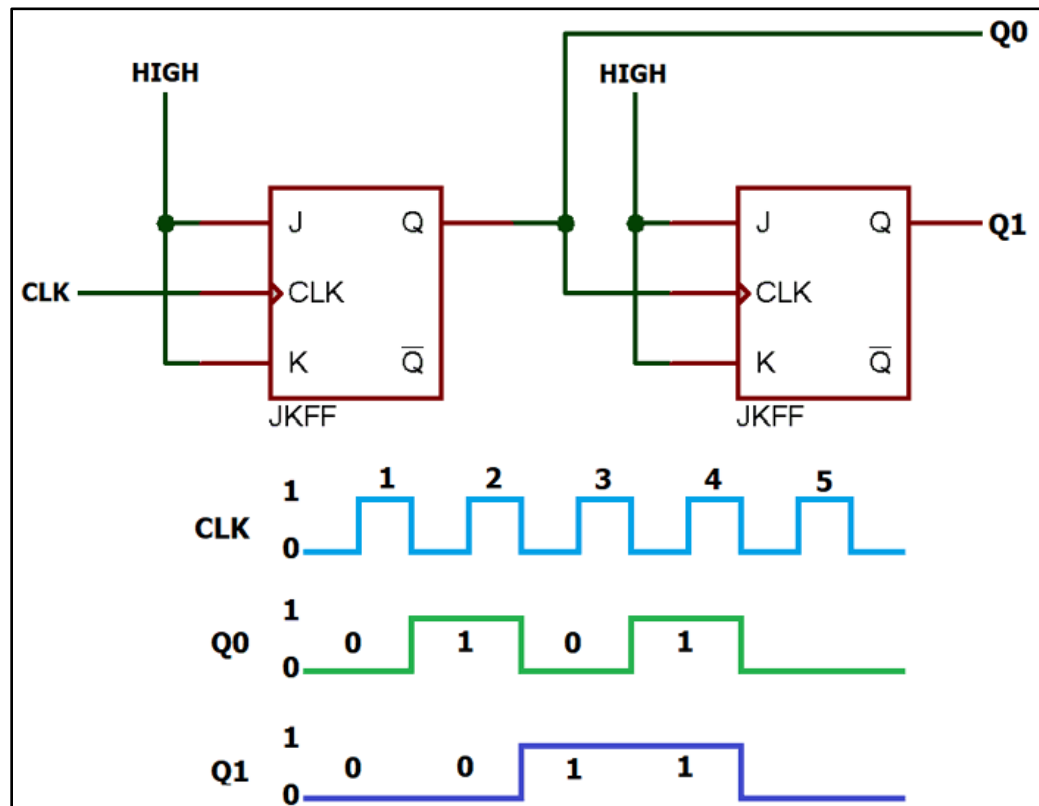 Q0
HIGH HIGH
J Q J Q Q1
CLK CLK CLK
K Q K Q
JKFF JKFF
1 2 3 4 5
1
CLK
0
1
Q0 0 1 0 1
0
1
Q1 0 0 1 1
0